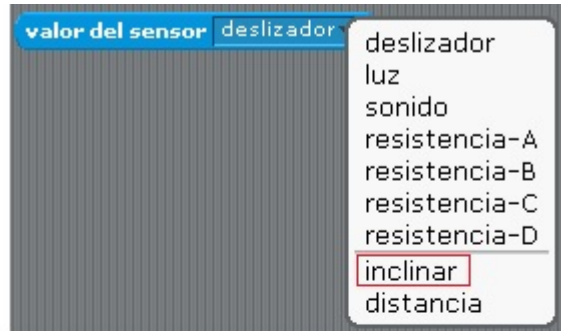 valor del sensor deslizador
deslizador
luz
sonido
resistencia-A
resistencia-B
resistencia-C
resistencia-D
inclinar
distancia